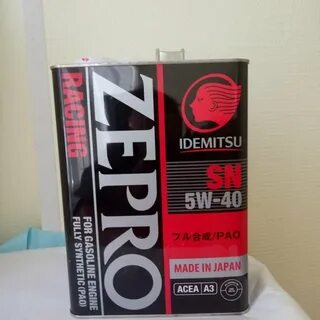 IDEMITSU
ZEPRO
RACING
SN
5W-40
フル合成/PAO
MADE IN JAPAN
ACEA A3
FOR GASOLINE ENGINE
FULLY SYNTHETIC (PAO)